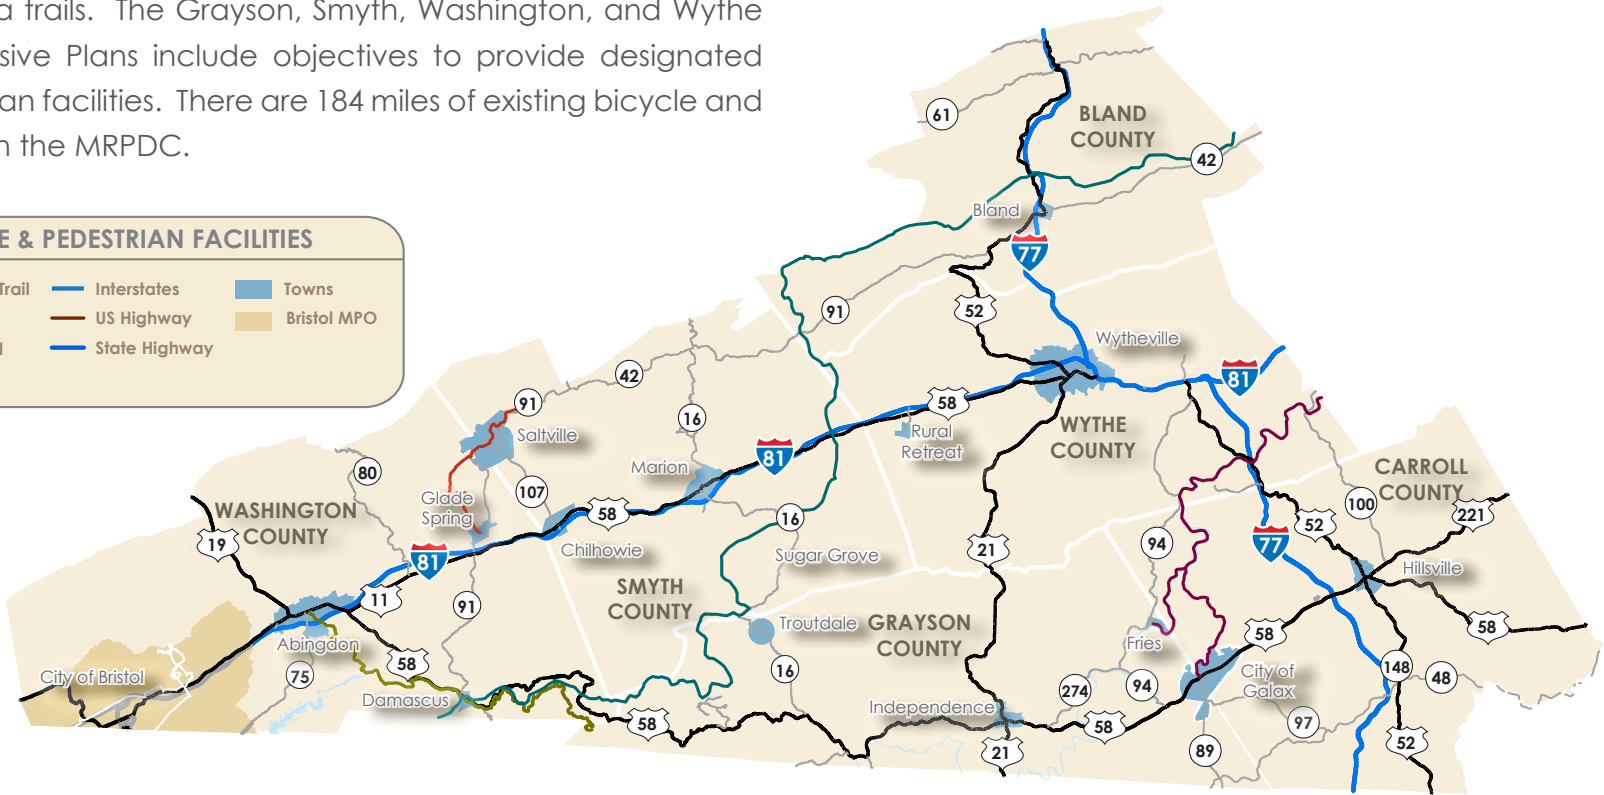 a trails. The Grayson, Smyth, Washington, and Wythe
sive Plans include objectives to provide designated
an facilities. There are 184 miles of existing bicycle and
the MRPDC.
& PEDESTRIAN FACILITIES
Trail
Interstates
Towns
US Highway
Bristol MPO
State Highway
61
BLAND
COUNTY
42
Bland
77
91
52
Wytheville
42
81
91
58
16
Saltville
WYTHE
COUNTY
Rural
Retreat
81
Marion
CARROLL
COUNTY
80
107
Glade
Spring
100
WASHINGTON
COUNTY
58
16
52
221
19
94
77
21
Chilhowie
81
Sugar Grove
Hillsville
SMYTH
COUNTY
11
91
Troutdale
GRAYSON
COUNTY
58
58
Fries
Abingdon
58
16
148
75
City of Bristol
City of
Galax
48
94
274
Damascus
Independence
58
58
97
21
89
52